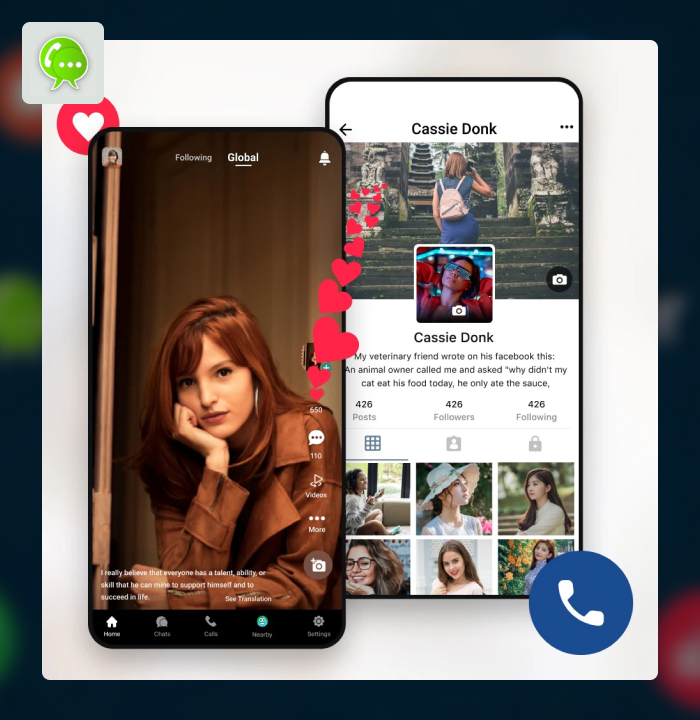 Cassie Donk
Following
Global
Cassie Donk
My veterinary friend wrote on his facebook this:
An animal owner called me and asked "why didn't my
cat eat his food today, he only ate the sauce,
426
426
426
Posts
Followers
Following
650
110
Videos
More
I really believe that everyone has a talent, ability, or
skill that he can mine to support himself and to
succeed in life.
See Translation
Home
Chats
Calls
Nearby
Settings